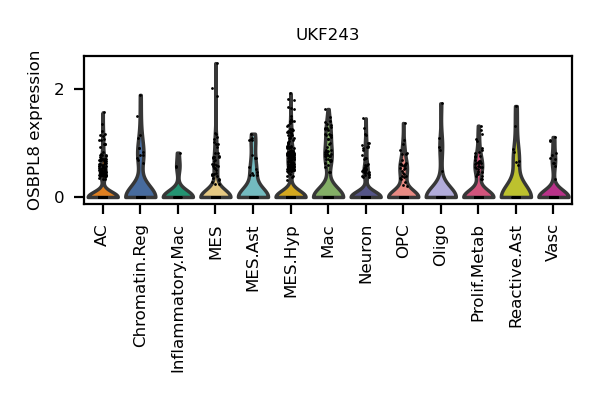 UKF243
OSBPL8 expression
2
0
AC
Chromatin.Reg
Inflammatory.Mac
MES
MES.Ast
MES.Hyp
Mac
Neuron
OPC
Oligo
Prolif.Metab
Reactive.Ast
Vasc